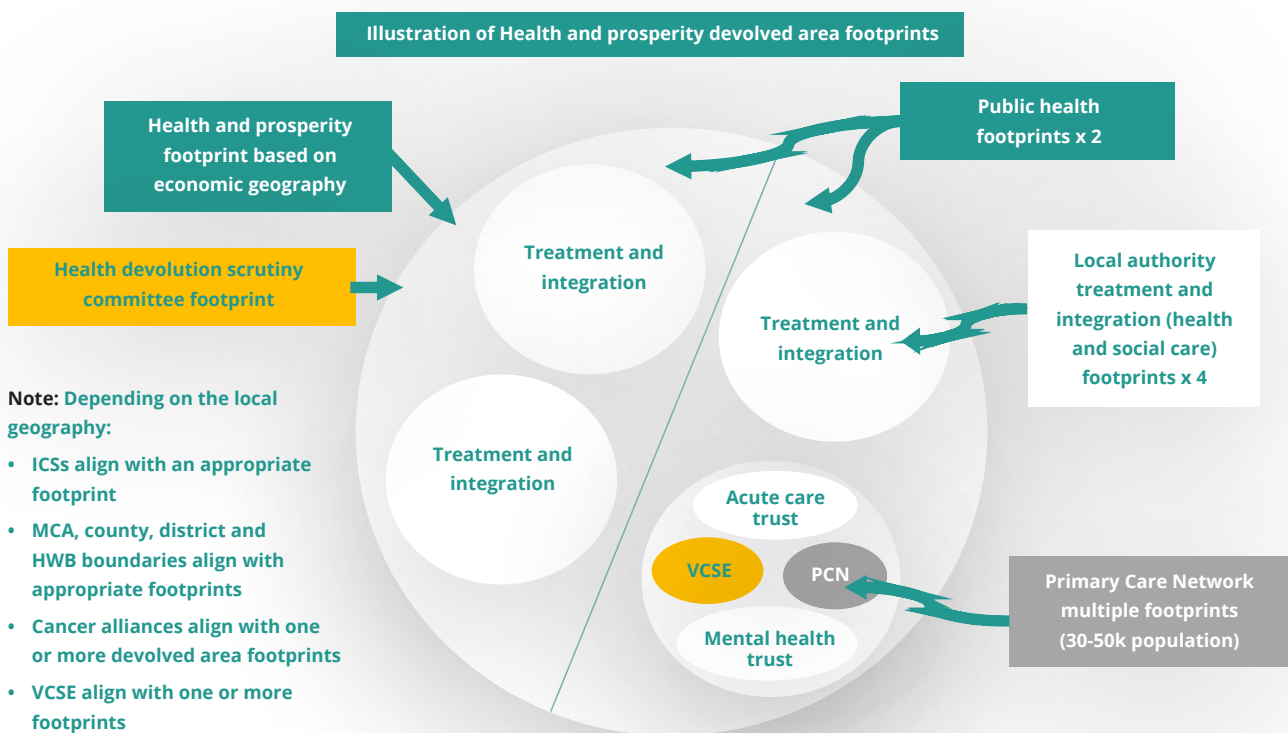 Illustration of Health and prosperity devolved area footprints
Health and prosperity
footprint based on
economic geography
Public health
footprints x 2
Health devolution scrutiny
committee footprint
Treatment and
integration
Treatment and
integration
Local authority
treatment and
integration (health
and social care)
footprints x 4
Note: Depending on the local
geography:
• ICSs align with an appropriate
footprint
• MCA, county, district and
HWB boundaries align with
appropriate footprints
• Cancer alliances align with one
or more devolved area footprints
• VCSE align with one or more
footprints
Treatment and
integration
Acute care
trust
VCSE
PCN
Mental health
trust
Primary Care Network
multiple footprints
(30-50k population)